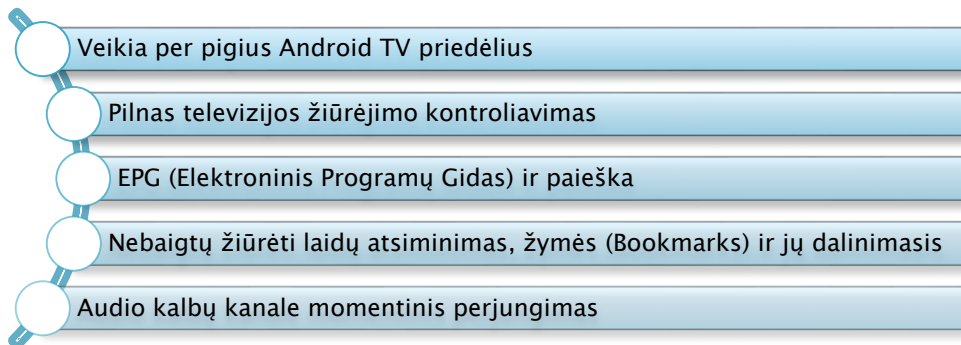 Veikia per pigius Android TV priedėlius
Pilnas televizijos žiūrėjimo kontroliavimas
EPG (Elektroninis Programų Gidas) ir paieška
Nebaigtų žiūrėti laidų atsiminimas, žymės (Bookmarks) ir jų dalinimasis
Audio kalbų kanale momentinis perjungimas